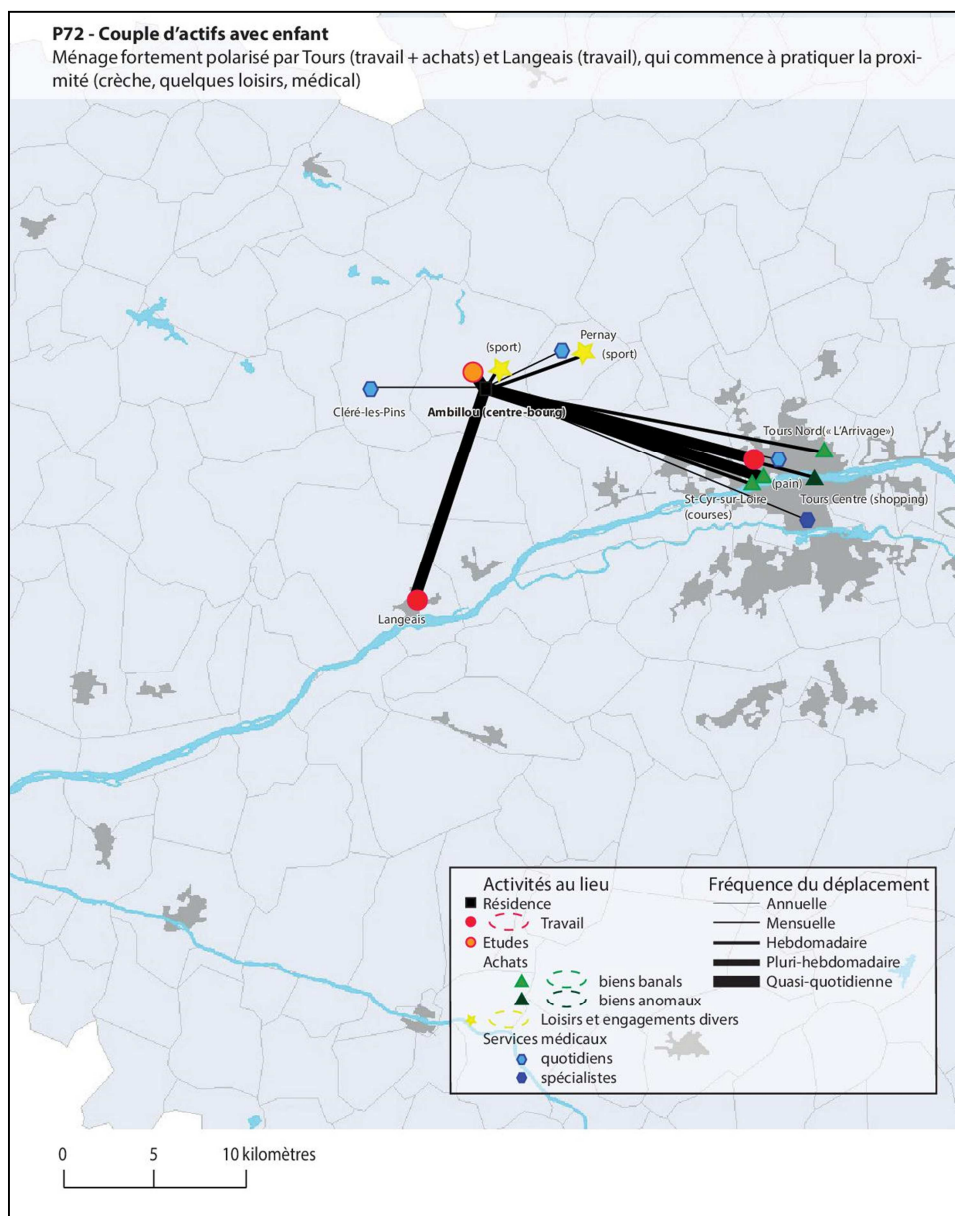 P72 - Couple d'actifs avec enfant
Ménage fortement polarisé par Tours (travail + achats) et Langeais (travail), qui commence à pratiquer la proxi-
mité (crèche, quelques loisirs, médical)
Pernay
(sport)
(sport)
Cléré-les-Pins
Ambillou (centre-bourg)
Tours Nord(« L'Arrivage»)
(pain)
St-Cyr-sur-Loire
(courses)
Tours Centre (shopping)
Langeais
Activités au lieu
Résidence
Travail
Etudes
Achats
biens banals
biens anomaux
Loisirs et engagements divers
Services médicaux
quotidiens
spécialistes
Fréquence du déplacement
Annuelle
Mensuelle
Hebdomadaire
Pluri-hebdomadaire
Quasi-quotidienne
0 5 10 kilomètres